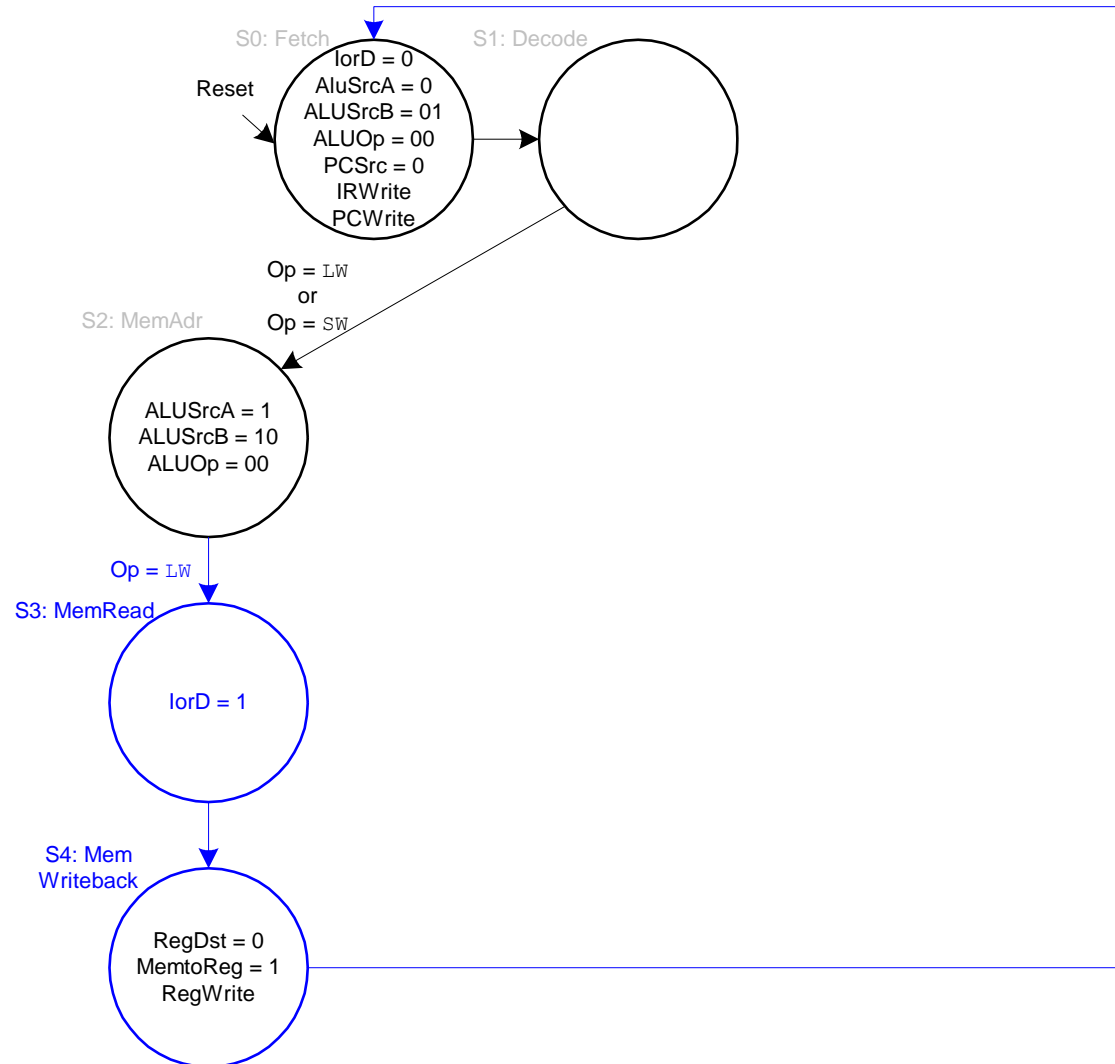 S0: Fetch
S1: Decode
Reset
IorD = 0
AluSrcA = 0
ALUSrcB = 01
ALUOp = 00
PCSrc = 0
IRWrite
PCWrite
Op = LW
or
Op = SW
S2: MemAdr
ALUSrcA = 1
ALUSrcB = 10
ALUOp = 00
Op = LW
S3: MemRead
IorD = 1
S4: Mem
Writeback
RegDst = 0
MemtoReg = 1
RegWrite